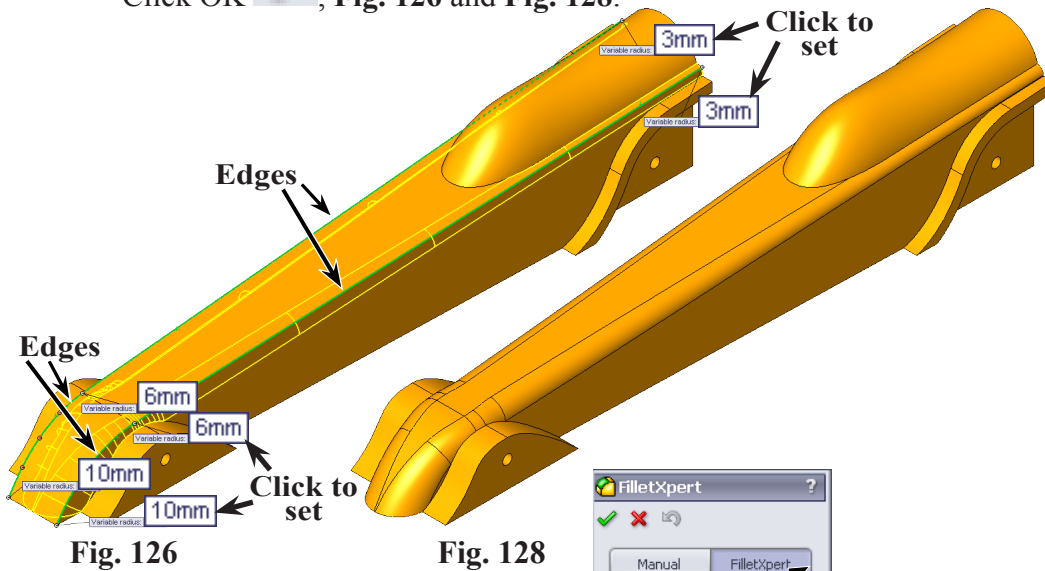 Click OK , Fig. 126 and Fig. 128.
Click to
set
Variable radius: 3mm
Variable radius: 3mm
Edges
Edges
Variable radius: 6mm
Variable radius: 6mm
Variable radius: 10mm
Variable radius: 10mm
Click to
set
Fig. 126
Fig. 128
FilletXpert ?
Manual FilletXpert